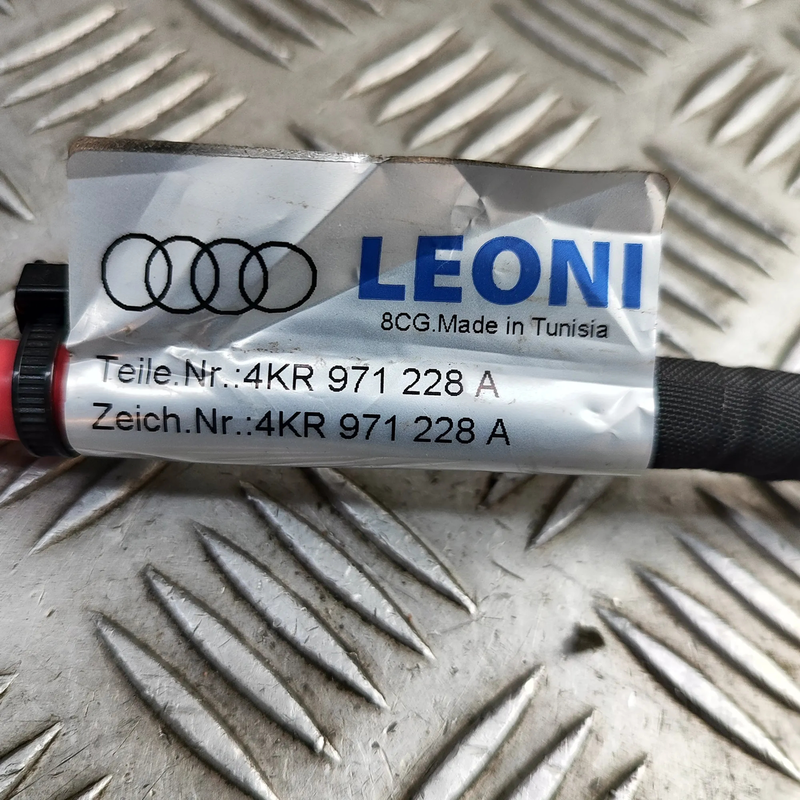 LEONI
8CG.Made in Tunisia
Teile.Nr.:4KR 971 228 A
Zeich.Nr.:4KR 971 228 A